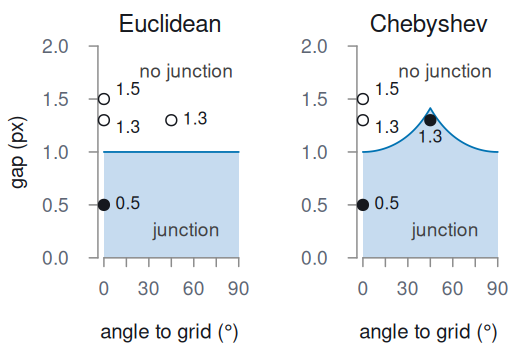 Euclidean
Chebyshev
gap (px)
2.0
1.5
1.0
0.5
0.0
no junction
1.5
1.3
1.3
0.5
junction
0 30 60 90
angle to grid (°)
2.0
1.5
1.0
0.5
0.0
no junction
1.5
1.3
1.3
0.5
junction
0 30 60 90
angle to grid (°)